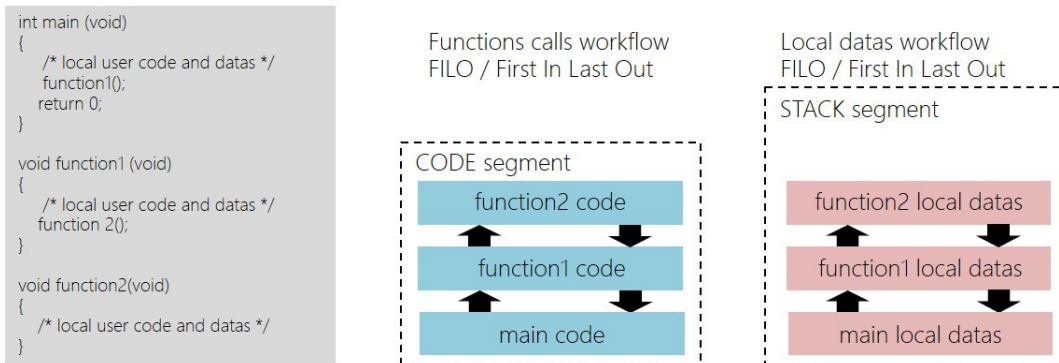 int main (void)
{
/* local user code and datas */
function1();
return 0;
}
void function1 (void)
{
/* local user code and datas */
function 2();
}
void function2(void)
{
/* local user code and datas */
}
Functions calls workflow
FILO / First In Last Out
CODE segment
function2 code
function1 code
main code
Local datas workflow
FILO / First In Last Out
STACK segment
function2 local datas
function1 local datas
main local datas